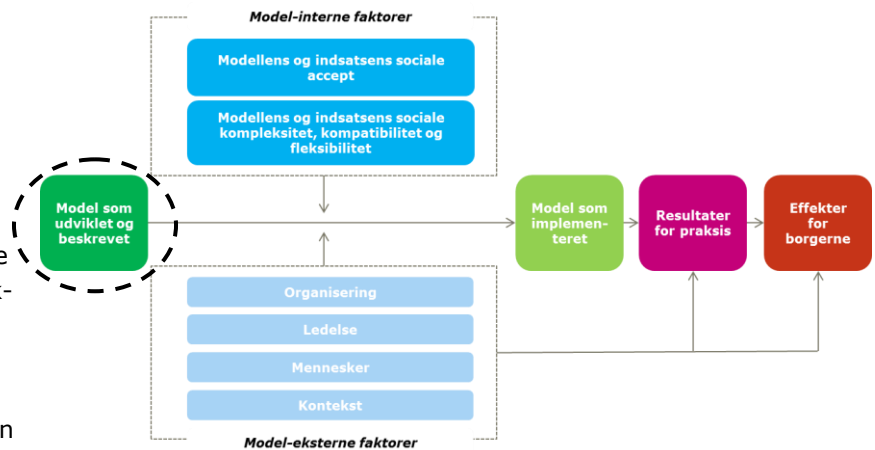 Model-interne faktorer
Modellens og indsatsens sociale
accept
Modellens og indsatsens sociale
kompleksitet, kompatibilitet og
fleksibilitet
Model som
udviklet og
beskrevet
Model som
implemen-
teret
Resultater
for praksis
Effekter
for
borgerne
e
k-
n
Organisering
Ledelse
Mennesker
Kontekst
Model-eksterne faktorer